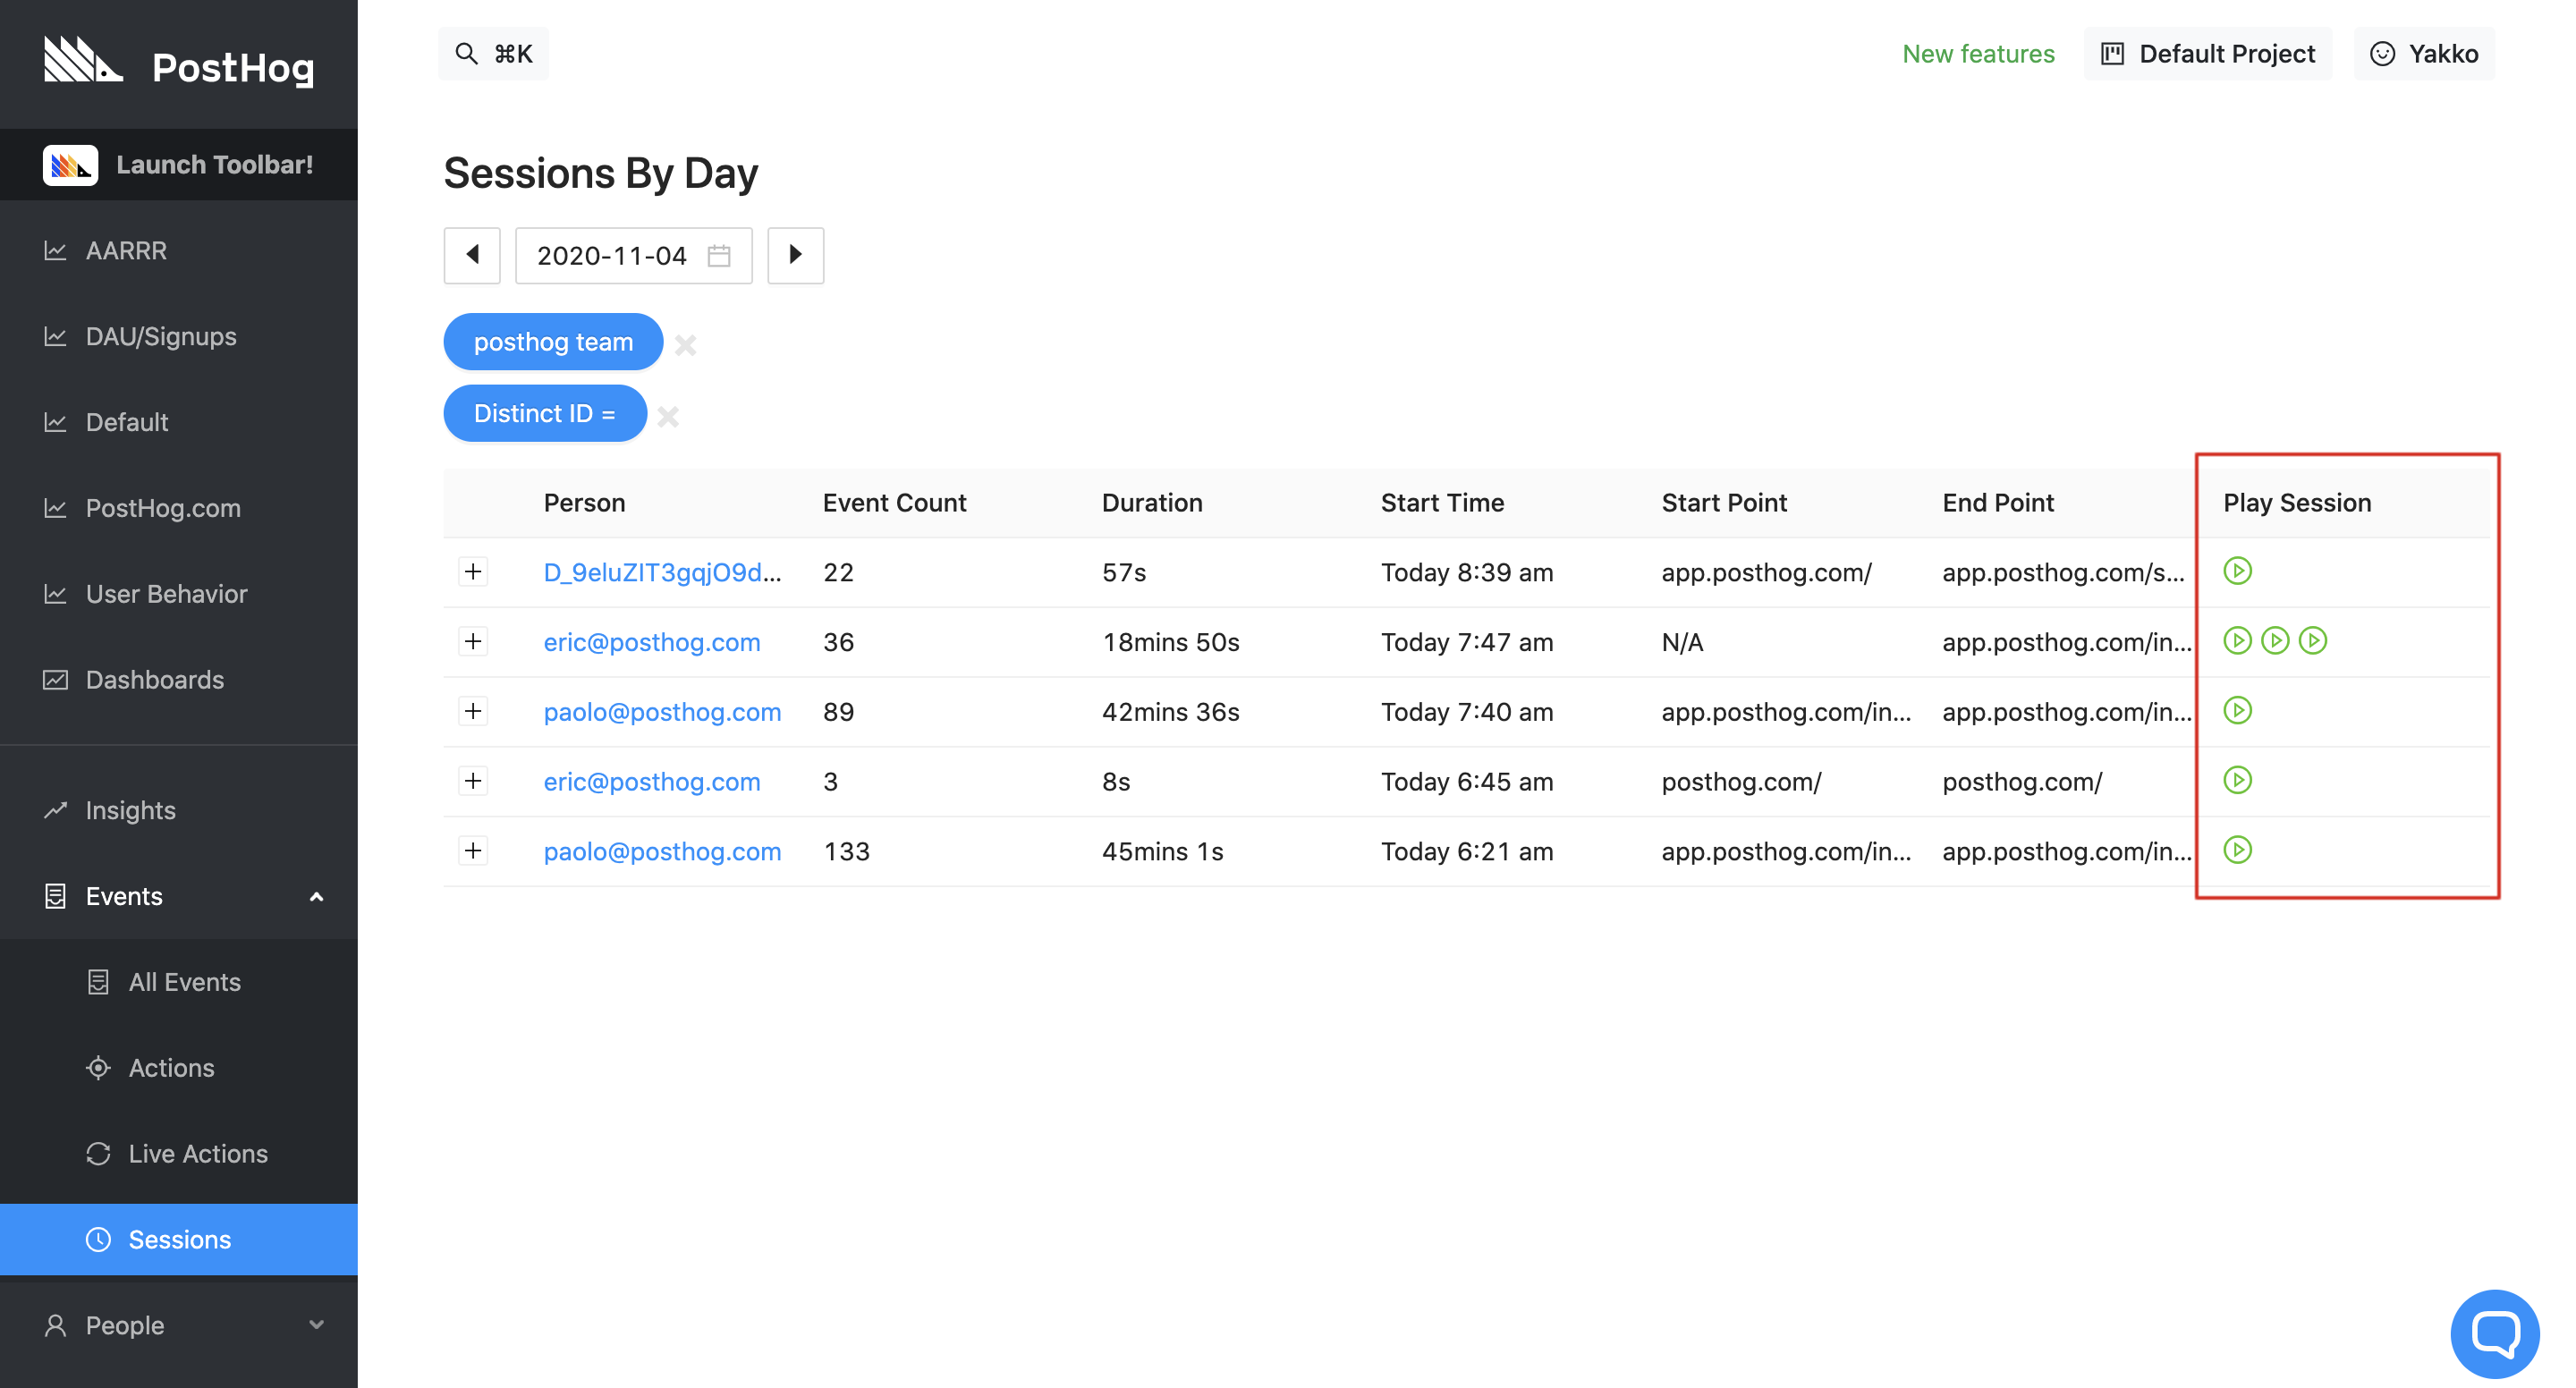 PostHog
Launch Toolbar!
AARRR
DAU/Signups
Default
PostHog.com
User Behavior
Dashboards
Insights
Events
All Events
Actions
Live Actions
Sessions
People
⌘K
New features
Default Project
Yakko
Sessions By Day
2020-11-04
posthog team
Distinct ID =
Person Event Count Duration Start Time Start Point End Point Play Session
D_9eluZIT3gqjO9d... 22 57s Today 8:39 am app.posthog.com/ app.posthog.com/s...
eric@posthog.com 36 18mins 50s Today 7:47 am N/A app.posthog.com/in...
paolo@posthog.com 89 42mins 36s Today 7:40 am app.posthog.com/in... app.posthog.com/in...
eric@posthog.com 3 8s Today 6:45 am posthog.com/ posthog.com/
paolo@posthog.com 133 45mins 1s Today 6:21 am app.posthog.com/in... app.posthog.com/in...